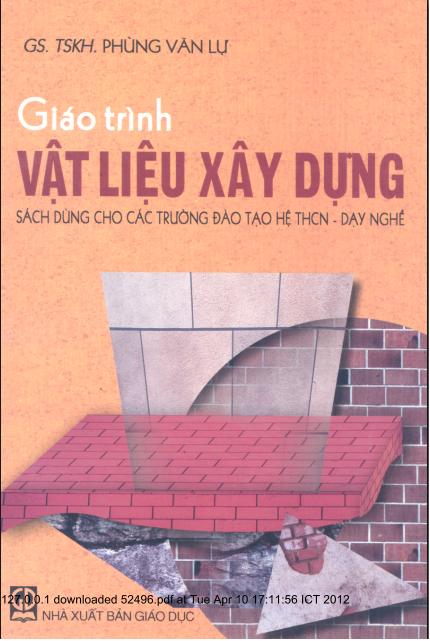 GS. TSKH. PHÙNG VĂN LỰ
Giáo trình
VẬT LIỆU XÂY DỰNG
SÁCH DÙNG CHO CÁC TRƯỜNG ĐÀO TẠO HỆ THCN - DẠY NGHỀ
127.0.0.1 downloaded 52496.pdf at Tue Apr 10 17:11:56 ICT 2012
NHÀ XUẤT BẢN GIÁO DỤC